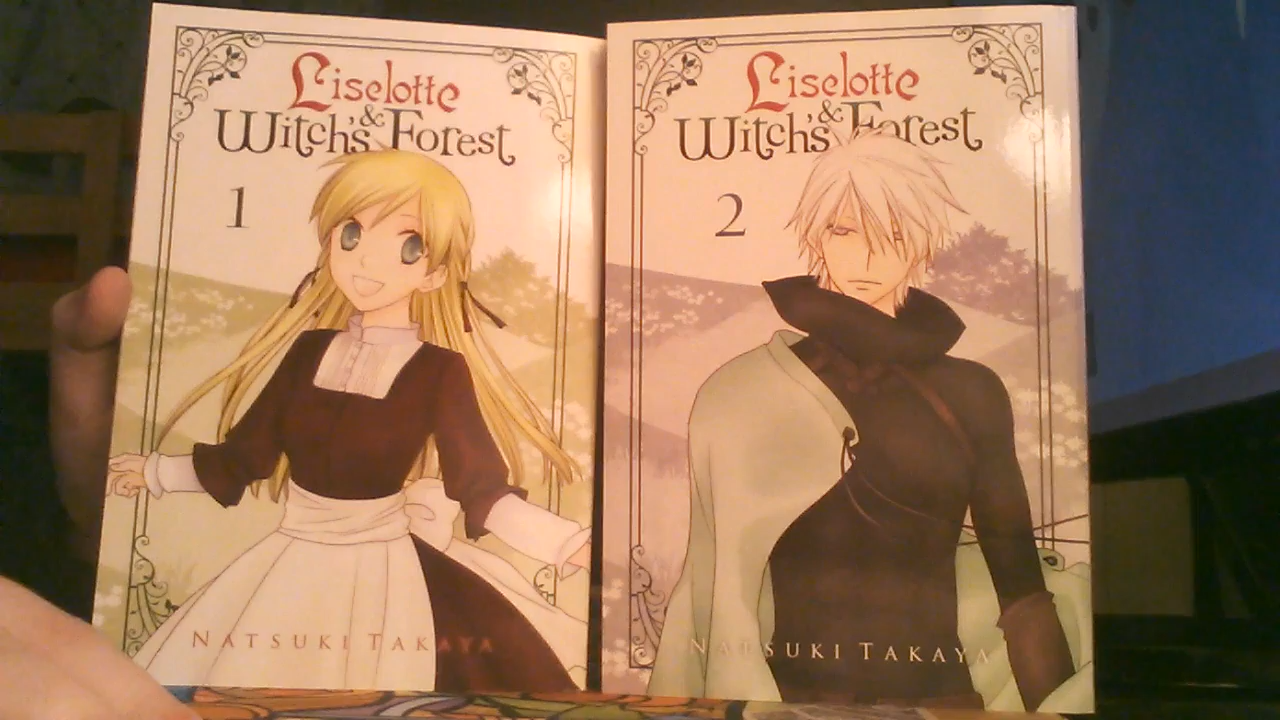 Liselotte
&
Witch's Forest
1
NATSUKI TAKAYA
Liselotte
&
Witch's Forest
2
NATSUKI TAKAYA